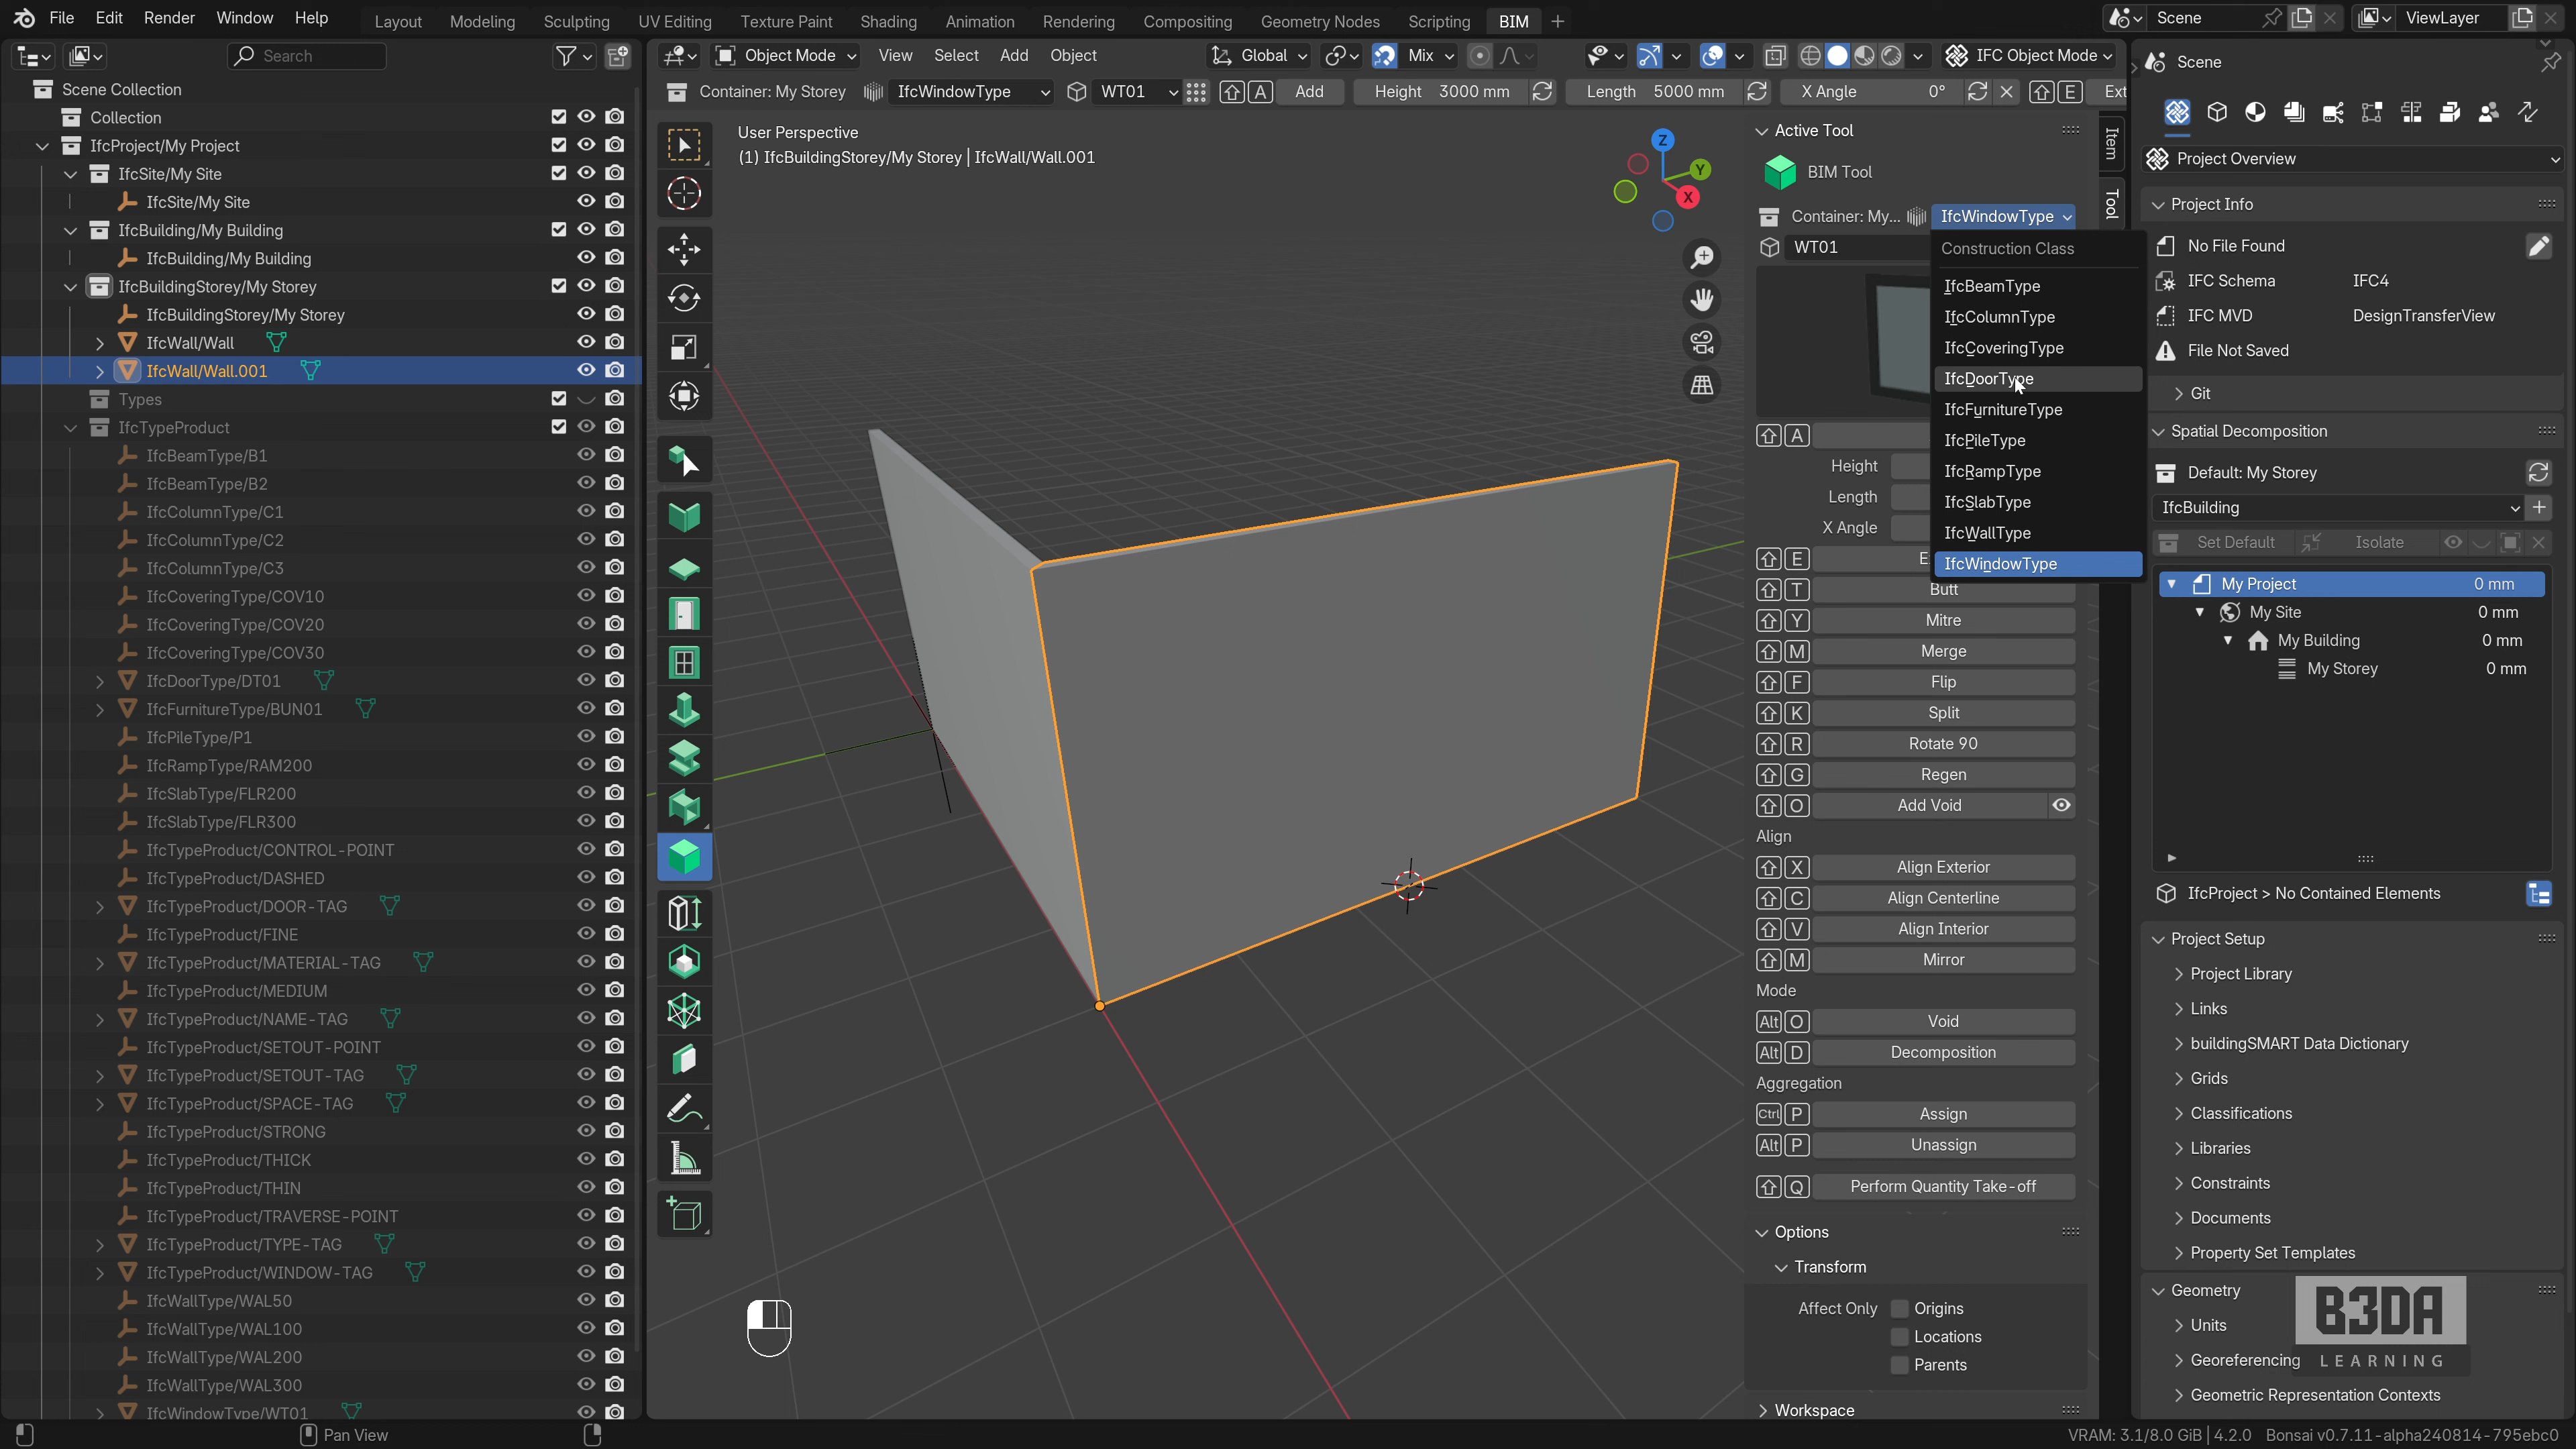 File Edit Render Window Help Layout Modeling Sculpting UV Editing Texture Paint Shading Animation Rendering Compositing Geometry Nodes Scripting BIM Scene ViewLayer
Search
Scene Collection
Collection
IfcProject/My Project
IfcSite/My Site
IfcSite/My Site
IfcBuilding/My Building
IfcBuilding/My Building
IfcBuildingStorey/My Storey
IfcBuildingStorey/My Storey
IfcWall/Wall
IfcWall/Wall.001
Types
IfcTypeProduct
IfcBeamType/B1
IfcBeamType/B2
IfcColumnType/C1
IfcColumnType/C2
IfcColumnType/C3
IfcCoveringType/COV10
IfcCoveringType/COV20
IfcCoveringType/COV30
IfcDoorType/DT01
IfcFurnitureType/BUN01
IfcPileType/P1
IfcRampType/RAM200
IfcSlabType/FLR200
IfcSlabType/FLR300
IfcTypeProduct/CONTROL-POINT
IfcTypeProduct/DASHED
IfcTypeProduct/DOOR-TAG
IfcTypeProduct/FINE
IfcTypeProduct/MATERIAL-TAG
IfcTypeProduct/MEDIUM
IfcTypeProduct/NAME-TAG
IfcTypeProduct/SETOUT-POINT
IfcTypeProduct/SETOUT-TAG
IfcTypeProduct/SPACE-TAG
IfcTypeProduct/STRONG
IfcTypeProduct/THICK
IfcTypeProduct/THIN
IfcTypeProduct/TRAVERSE-POINT
IfcTypeProduct/TYPE-TAG
IfcTypeProduct/WINDOW-TAG
IfcWallType/WAL50
IfcWallType/WAL100
IfcWallType/WAL200
IfcWallType/WAL300
IfcWindowType/WT01
Object Mode View Select Add Object Global Mix IFC Object Mode
Container: My Storey IfcWindowType WT01 A Add Height 3000 mm Length 5000 mm X Angle 0° E Ext
User Perspective
(1) IfcBuildingStorey/My Storey | IfcWall/Wall.001
Z
Y
X
Active Tool
BIM Tool
Container: My... IfcWindowType
WT01
Construction Class
IfcBeamType
IfcColumnType
IfcCoveringType
IfcDoorType
IfcFurnitureType
IfcPileType
IfcRampType
IfcSlabType
IfcWallType
IfcWindowType
A
Height
Length
X Angle
E E
T Butt
Y Mitre
M Merge
F Flip
K Split
R Rotate 90
G Regen
O Add Void
Align
X Align Exterior
C Align Centerline
V Align Interior
M Mirror
Mode
Alt O Void
Alt D Decomposition
Aggregation
Ctrl P Assign
Alt P Unassign
Q Perform Quantity Take-off
Options
Transform
Affect Only Origins
Locations
Parents
Workspace
Item
Tool
Scene
Project Overview
Project Info
No File Found
IFC Schema IFC4
IFC MVD DesignTransferView
File Not Saved
Git
Spatial Decomposition
Default: My Storey
IfcBuilding
Set Default Isolate
My Project 0 mm
My Site 0 mm
My Building 0 mm
My Storey 0 mm
IfcProject > No Contained Elements
Project Setup
Project Library
Links
buildingSMART Data Dictionary
Grids
Classifications
Libraries
Constraints
Documents
Property Set Templates
Geometry
Units
Georeferencing
Geometric Representation Contexts
B3DA
LEARNING
Pan View
VRAM: 3.1/8.0 GiB | 4.2.0 Bonsai v0.7.11-alpha240814-795ebc0